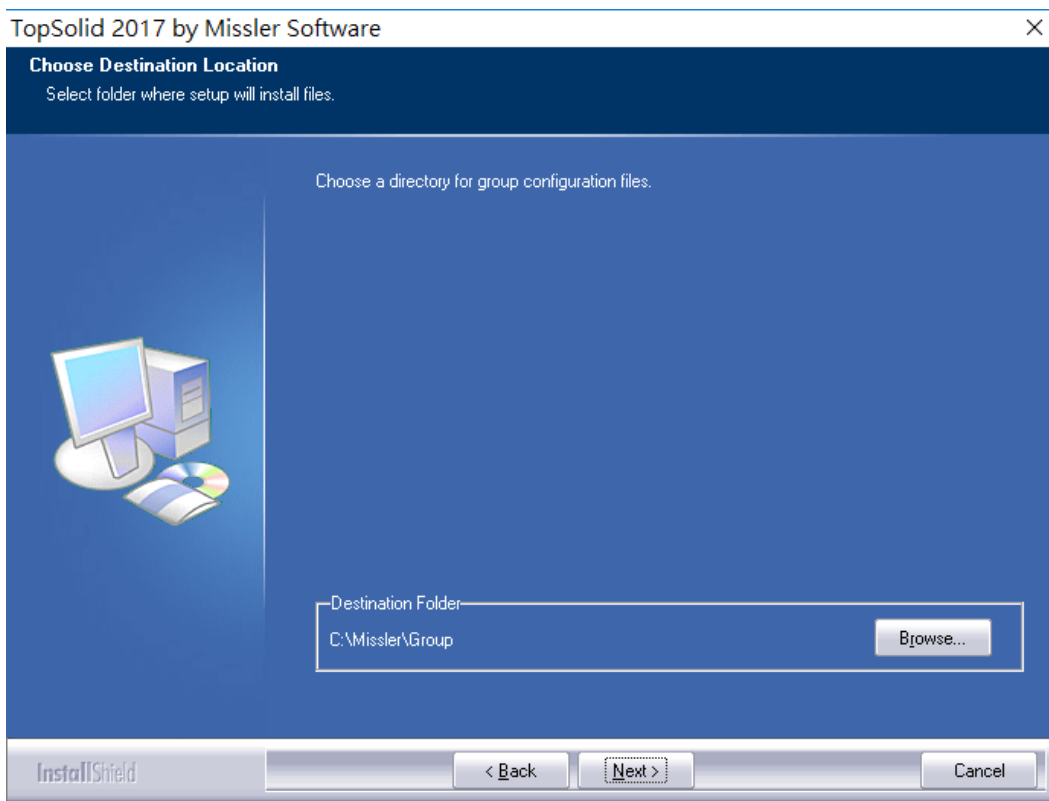 TopSolid 2017 by Missler Software
Choose Destination Location
Select folder where setup will install files.
Choose a directory for group configuration files.
Destination Folder
C:\Missler\Group
Browse...
InstallShield
< Back
Next >
Cancel